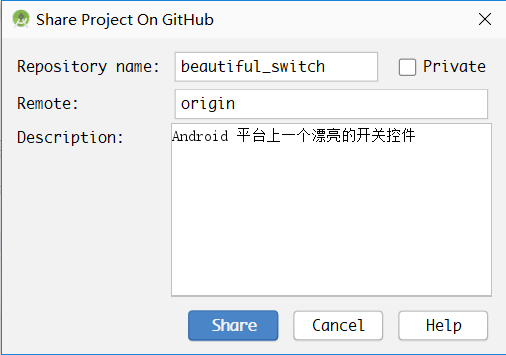 Share Project On GitHub
Repository name: beautiful_switch Private
Remote: origin
Description: Android 平台上一个漂亮的开关控件
Share Cancel Help